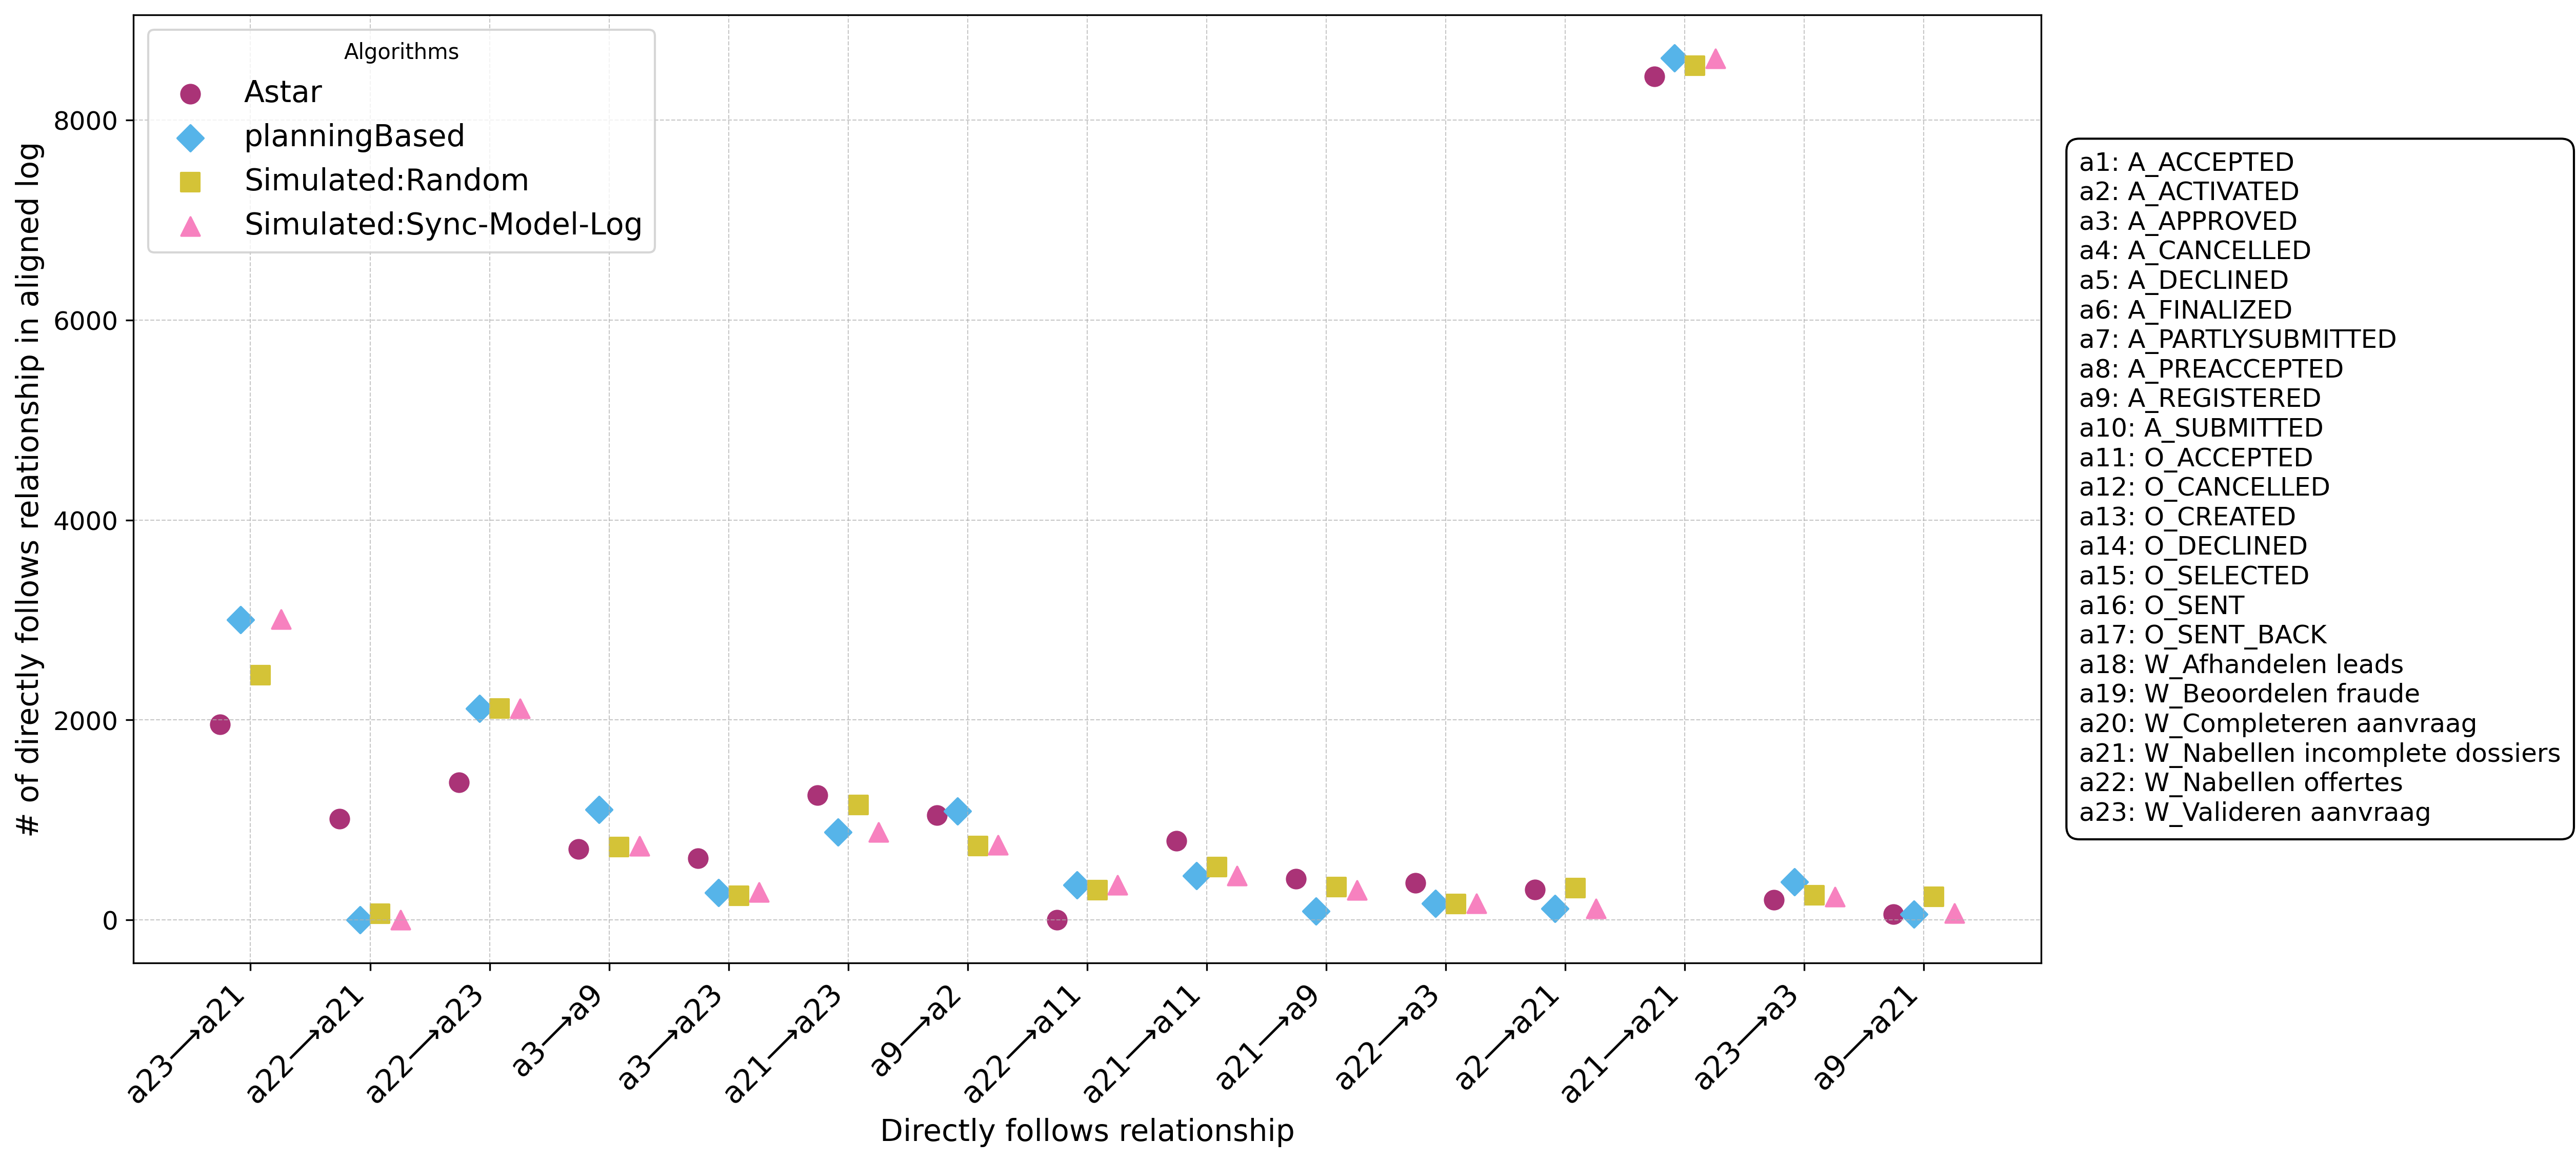 Algorithms
Astar
planningBased
Simulated:Random
Simulated:Sync-Model-Log
# of directly follows relationship in aligned log
8000
6000
4000
2000
0
a23→a21
a22→a21
a22→a23
a3→a9
a3→a23
a21→a23
a9→a2
a22→a11
a21→a11
a21→a9
a22→a3
a2→a21
a21→a21
a23→a3
a9→a21
Directly follows relationship
a1: A_ACCEPTED
a2: A_ACTIVATED
a3: A_APPROVED
a4: A_CANCELLED
a5: A_DECLINED
a6: A_FINALIZED
a7: A_PARTLYSUBMITTED
a8: A_PREACCEPTED
a9: A_REGISTERED
a10: A_SUBMITTED
a11: O_ACCEPTED
a12: O_CANCELLED
a13: O_CREATED
a14: O_DECLINED
a15: O_SELECTED
a16: O_SENT
a17: O_SENT_BACK
a18: W_Afhandelen leads
a19: W_Beoordelen fraude
a20: W_Completeren aanvraag
a21: W_Nabellen incomplete dossiers
a22: W_Nabellen offertes
a23: W_Valideren aanvraag